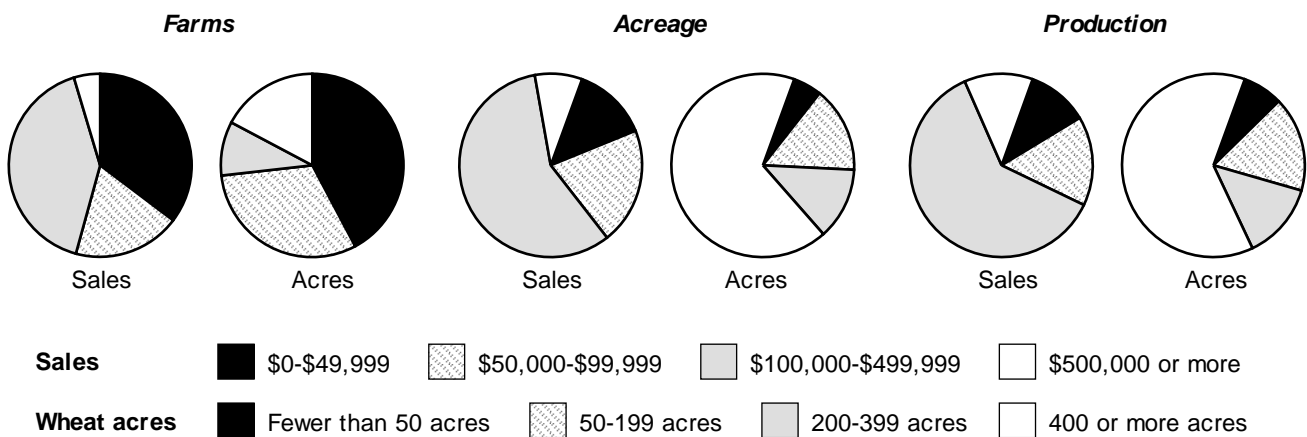 Farms Acreage Production
Sales Acres Sales Acres Sales Acres
Sales $0-$49,999 $50,000-$99,999 $100,000-$499,999 $500,000 or more
Wheat acres Fewer than 50 acres 50-199 acres 200-399 acres 400 or more acres